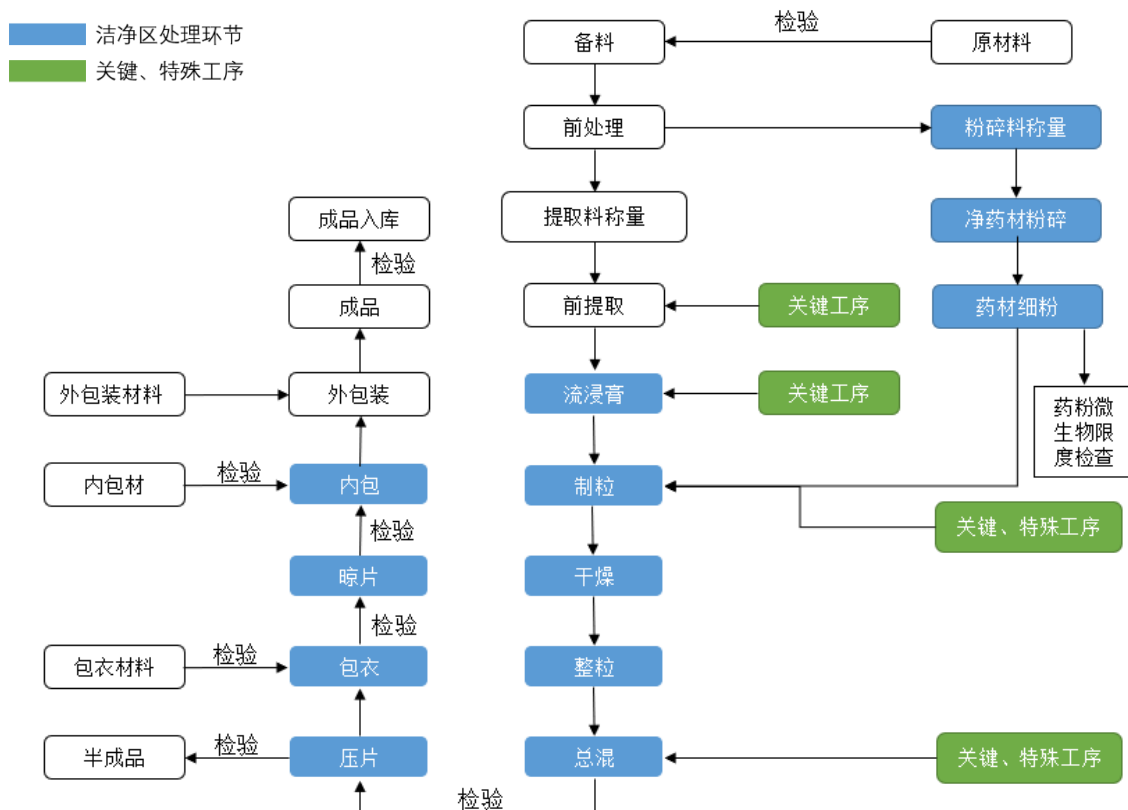 洁净区处理环节
关键、特殊工序
检验
备料
原材料
前处理
粉碎料称量
提取料称量
净药材粉碎
成品入库
检验
成品
前提取
关键工序
药材细粉
外包装材料
外包装
流浸膏
关键工序
药粉微
生物限
度检查
内包材
检验
内包
制粒
关键、特殊工序
检验
晾片
干燥
检验
包衣材料
检验
包衣
整粒
半成品
检验
压片
总混
关键、特殊工序
检验